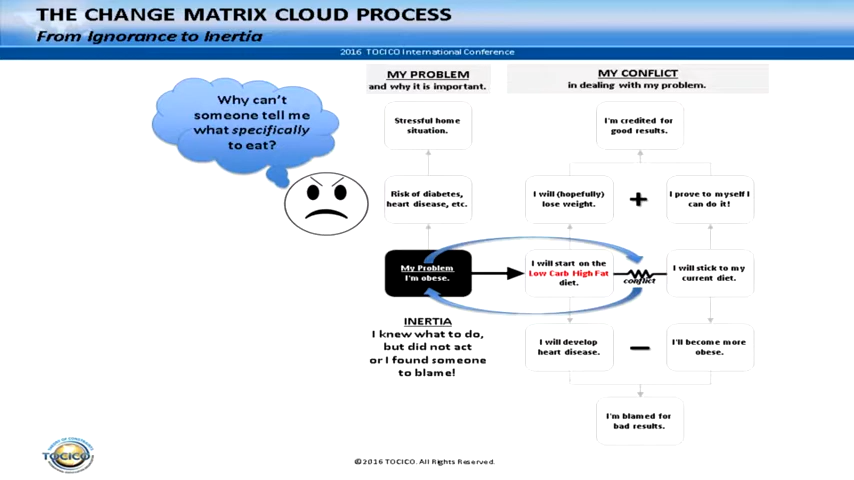 THE CHANGE MATRIX CLOUD PROCESS
From Ignorance to Inertia
2016 TOCICO International Conference
MY PROBLEM
and why it is important.
MY CONFLICT
in dealing with my problem.
Why can't
someone tell me
what specifically
to eat?
Stressful home
situation.
I'm credited for
good results.
Risk of diabetes,
heart disease, etc.
I will (hopefully)
lose weight.
+
I prove to myself I
can do it!
My Problem
I'm obese.
I will start on the
Low Carb High Fat
diet.
conflict
I will stick to my
current diet.
INERTIA
I knew what to do,
but did not act
or I found someone
to blame!
I will develop
heart disease.
–
I'll become more
obese.
I'm blamed for
bad results.
TOCICO
©2016 TOCICO. All Rights Reserved.